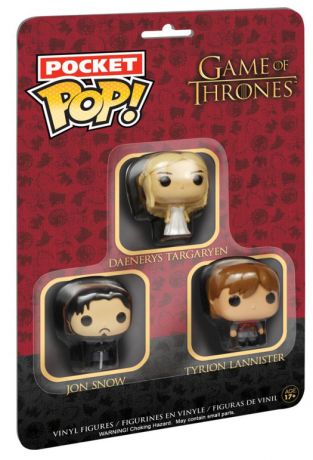 POCKET
POP!
GAME OF
THRONES
DAENERYS TARGARYEN
JON SNOW
TYRION LANNISTER
VINYL FIGURES / FIGURINES EN VINYLE / FIGURAS DE VINIL
WARNING! Choking Hazard. May contain small parts.
AGE
17+